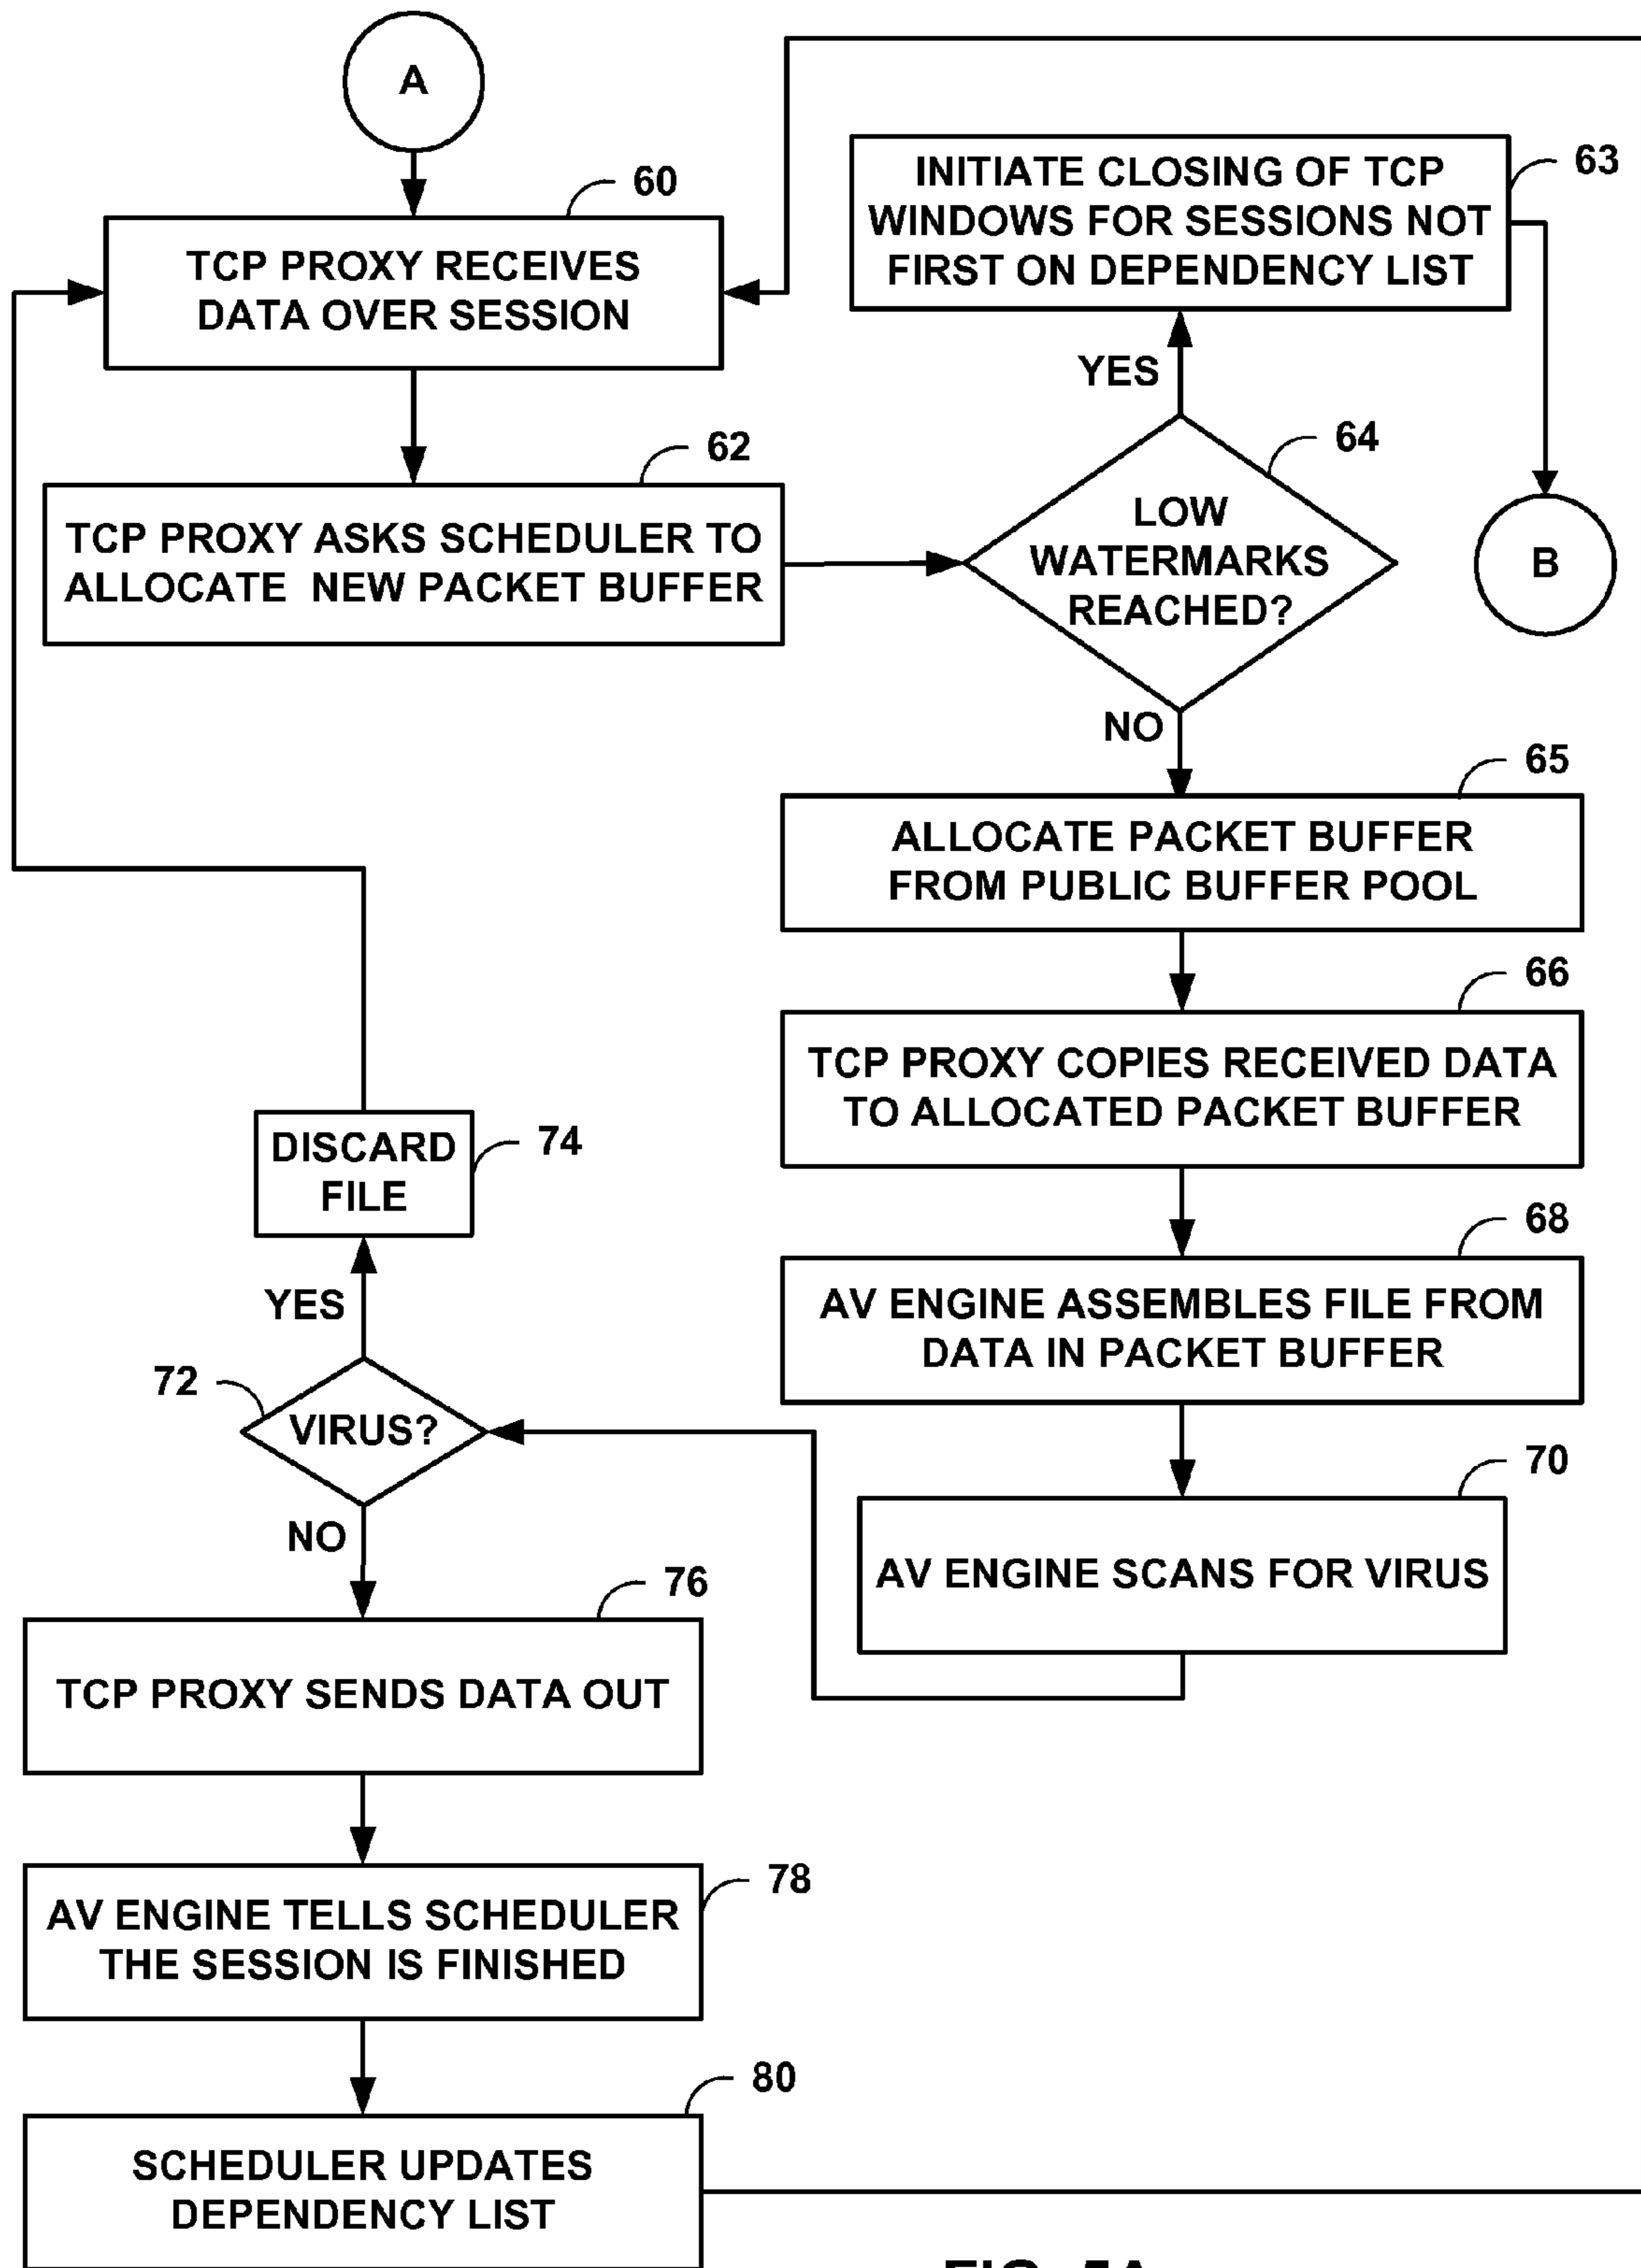 A
60
TCP PROXY RECEIVES
DATA OVER SESSION
INITIATE CLOSING OF TCP
WINDOWS FOR SESSIONS NOT
FIRST ON DEPENDENCY LIST
63
YES
62
TCP PROXY ASKS SCHEDULER TO
ALLOCATE NEW PACKET BUFFER
64
LOW
WATERMARKS
REACHED?
B
NO
65
ALLOCATE PACKET BUFFER
FROM PUBLIC BUFFER POOL
66
TCP PROXY COPIES RECEIVED DATA
TO ALLOCATED PACKET BUFFER
68
AV ENGINE ASSEMBLES FILE FROM
DATA IN PACKET BUFFER
70
AV ENGINE SCANS FOR VIRUS
DISCARD
FILE
74
YES
72
VIRUS?
NO
76
TCP PROXY SENDS DATA OUT
78
AV ENGINE TELLS SCHEDULER
THE SESSION IS FINISHED
80
SCHEDULER UPDATES
DEPENDENCY LIST
FIG. 5A